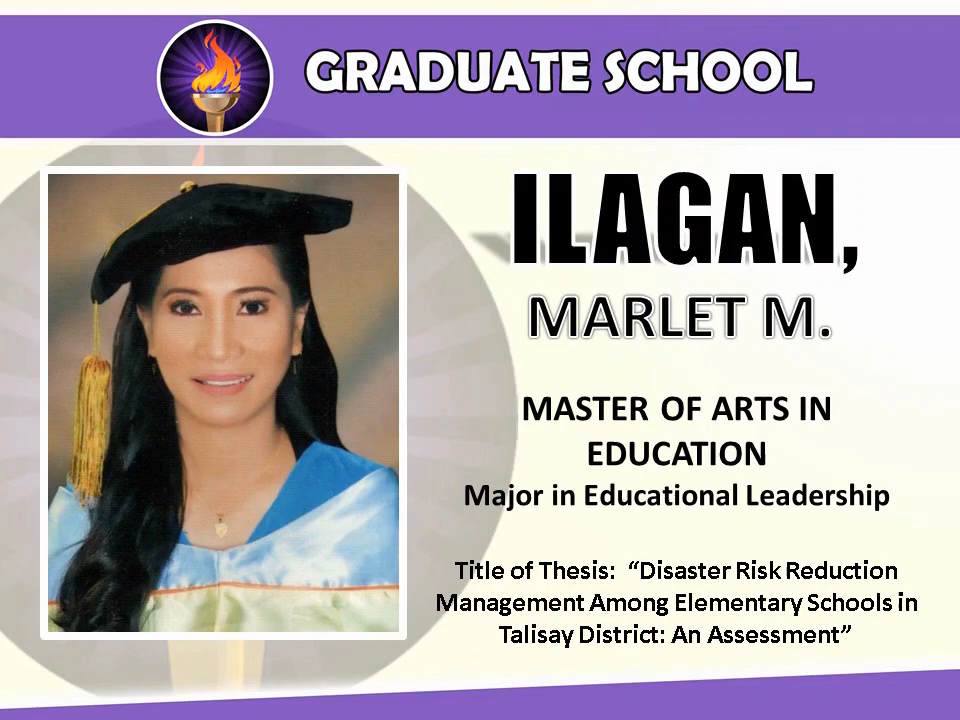 GRADUATE SCHOOL
ILAGAN,
MARLET M.
MASTER OF ARTS IN
EDUCATION
Major in Educational Leadership
Title of Thesis: “Disaster Risk Reduction
Management Among Elementary Schools in
Talisay District: An Assessment”